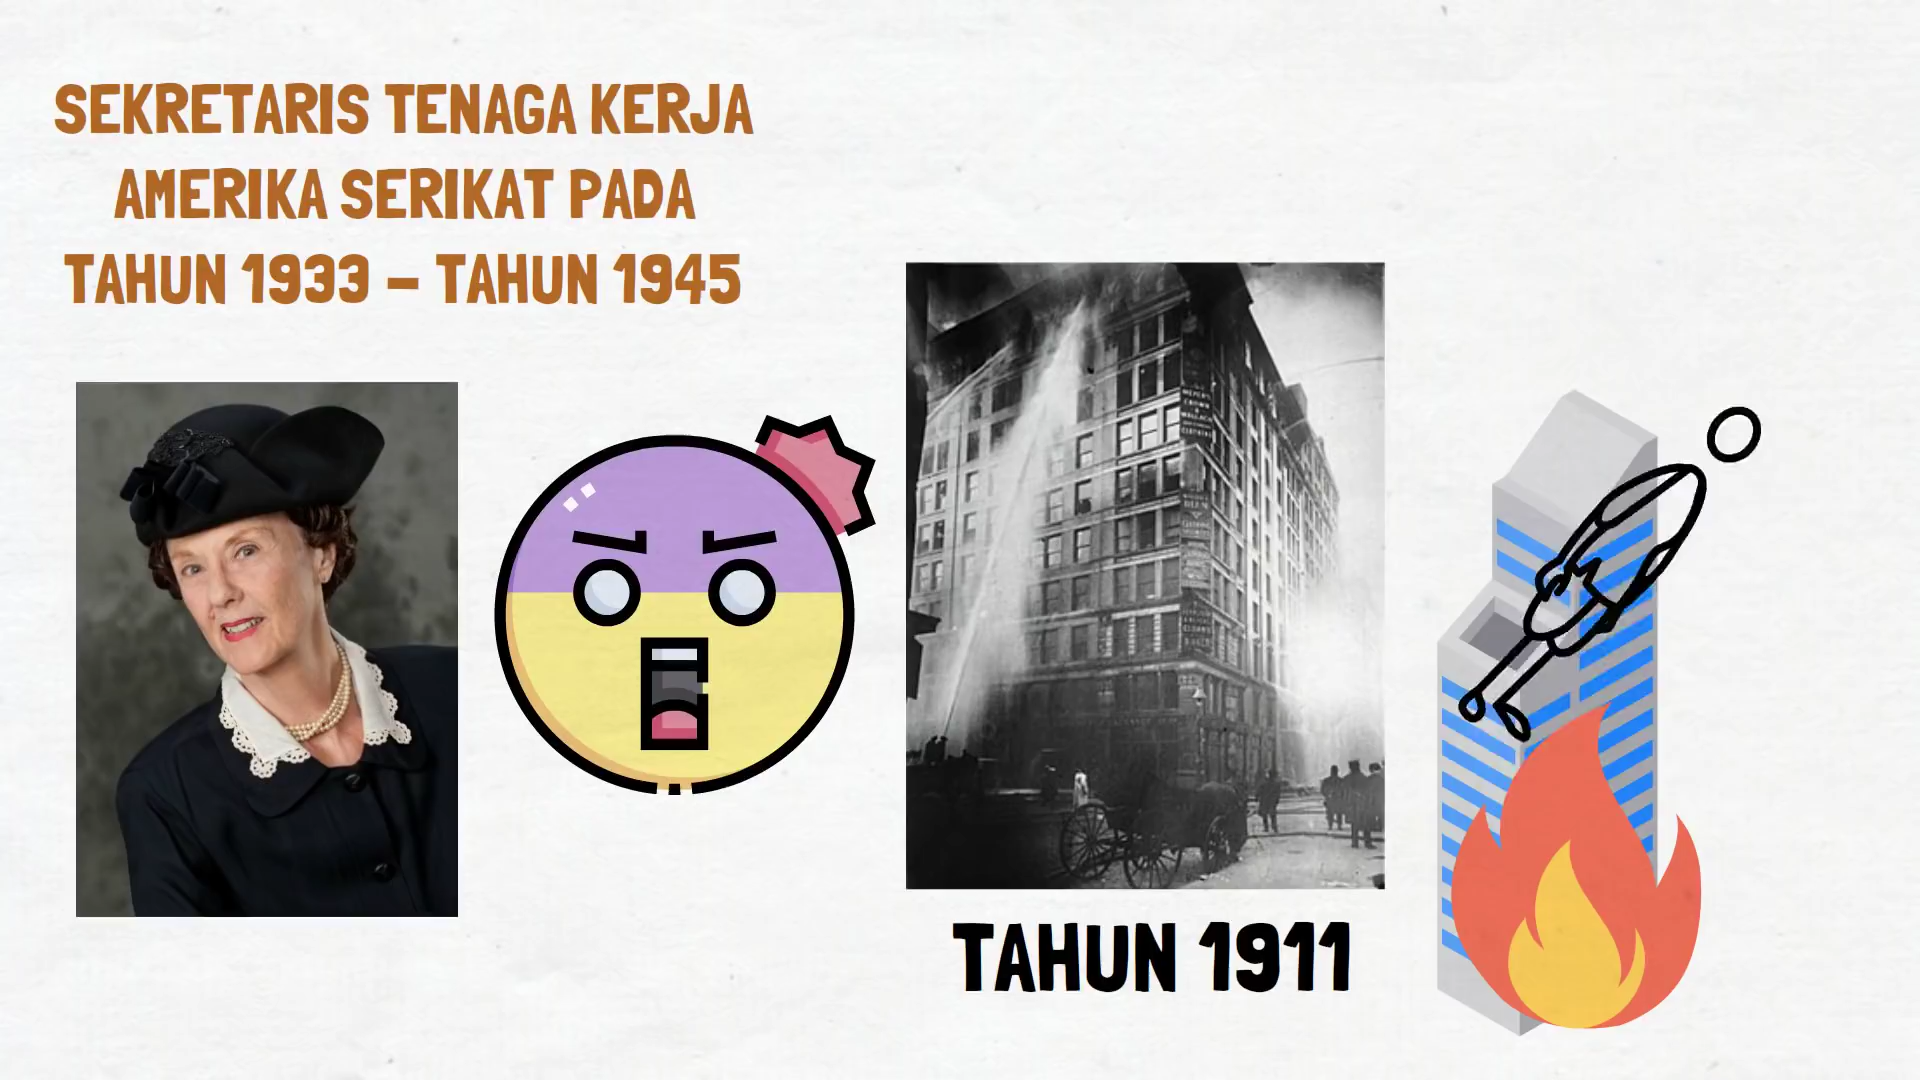 SEKRETARIS TENAGA KERJA
AMERIKA SERIKAT PADA
TAHUN 1933 – TAHUN 1945
TAHUN 1911